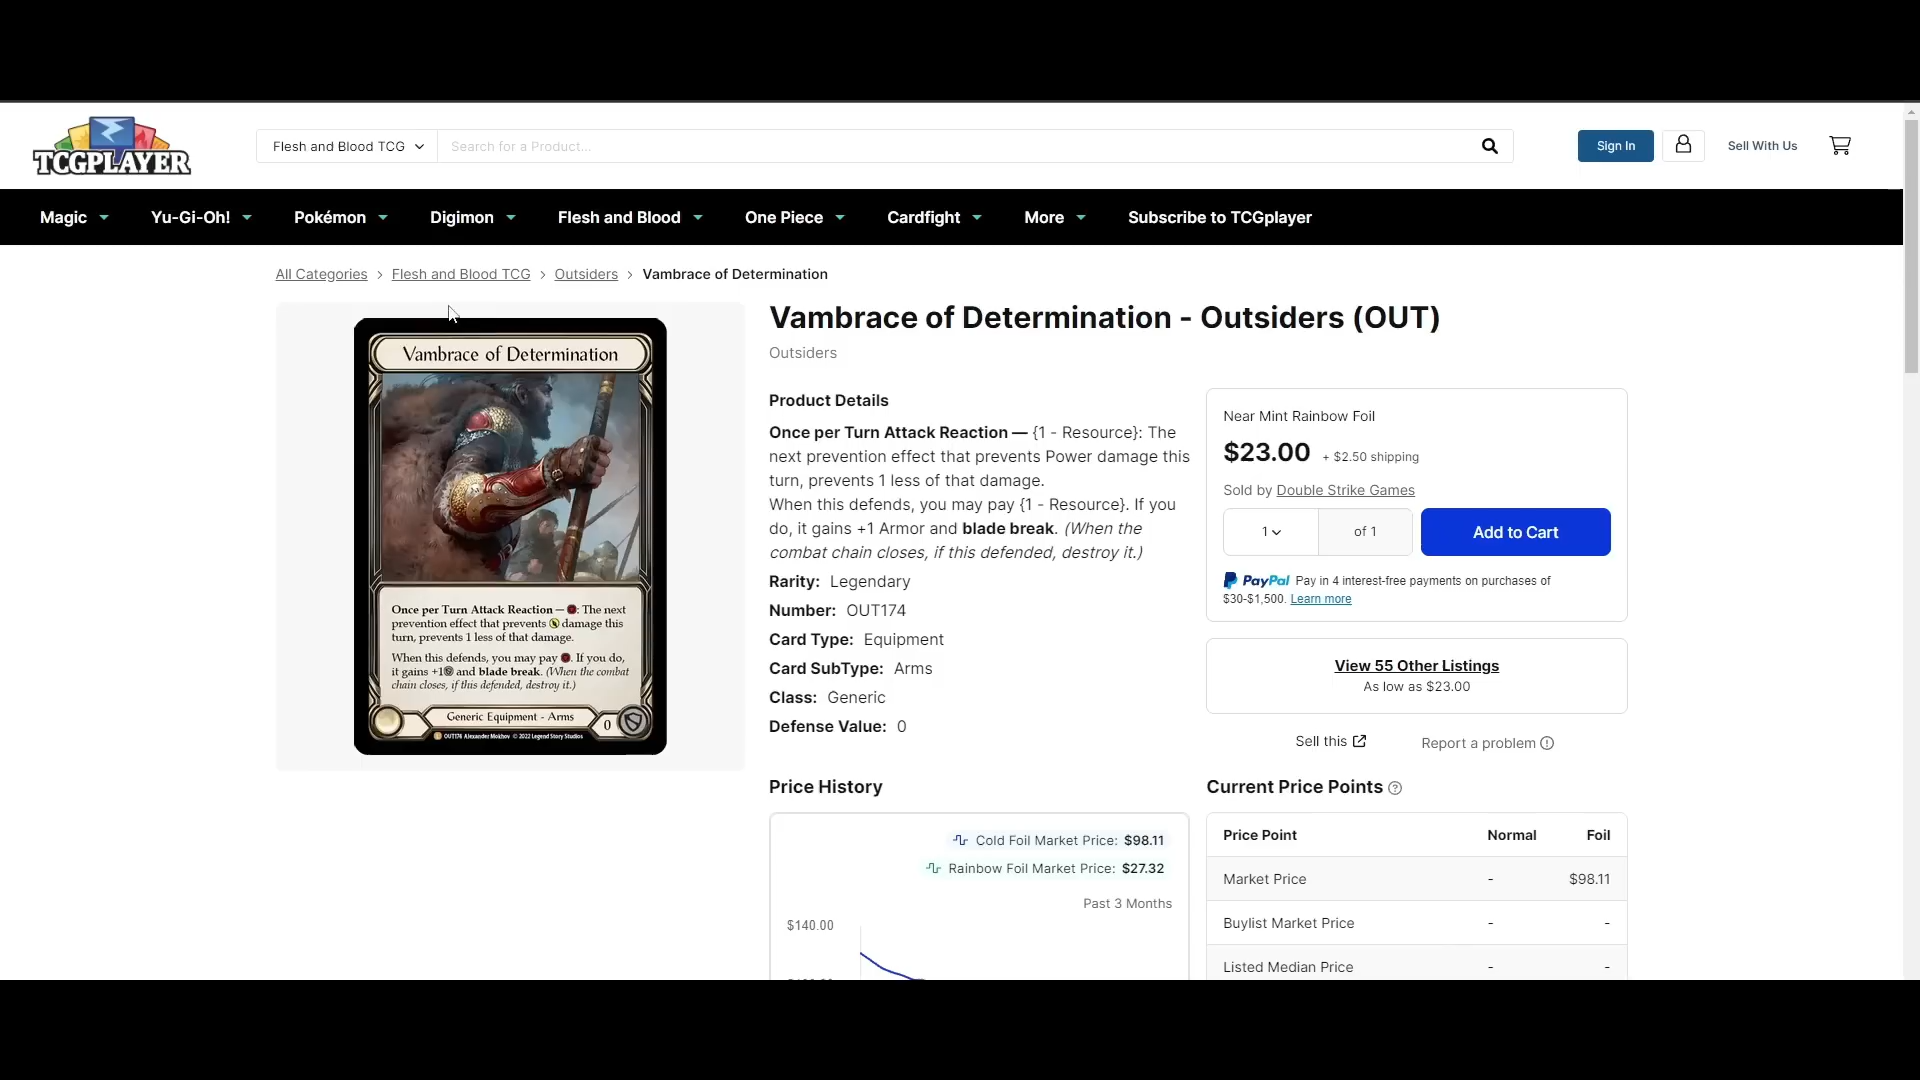 TCGPLAYER
Flesh and Blood TCG
Search for a Product...
Sign In
Sell With Us
Magic
Yu-Gi-Oh!
Pokémon
Digimon
Flesh and Blood
One Piece
Cardfight
More
Subscribe to TCGplayer
All Categories > Flesh and Blood TCG > Outsiders > Vambrace of Determination
Vambrace of Determination
Once per Turn Attack Reaction — : The next
prevention effect that prevents damage this
turn, prevents 1 less of that damage.
When this defends, you may pay . If you do,
it gains +1 and blade break. (When the combat
chain closes, if this defended, destroy it.)
Generic Equipment - Arms
0
OUT174 Alexander Mokhov © 2022 Legend Story Studios
Vambrace of Determination - Outsiders (OUT)
Outsiders
Product Details
Once per Turn Attack Reaction — {1 - Resource}: The
next prevention effect that prevents Power damage this
turn, prevents 1 less of that damage.
When this defends, you may pay {1 - Resource}. If you
do, it gains +1 Armor and blade break. (When the
combat chain closes, if this defended, destroy it.)
Rarity: Legendary
Number: OUT174
Card Type: Equipment
Card SubType: Arms
Class: Generic
Defense Value: 0
Near Mint Rainbow Foil
$23.00 + $2.50 shipping
Sold by Double Strike Games
1 of 1
Add to Cart
PayPal Pay in 4 interest-free payments on purchases of
$30-$1,500. Learn more
View 55 Other Listings
As low as $23.00
Sell this
Report a problem
Price History
Cold Foil Market Price: $98.11
Rainbow Foil Market Price: $27.32
Past 3 Months
$140.00
Current Price Points
Price Point Normal Foil
Market Price - $98.11
Buylist Market Price - -
Listed Median Price - -